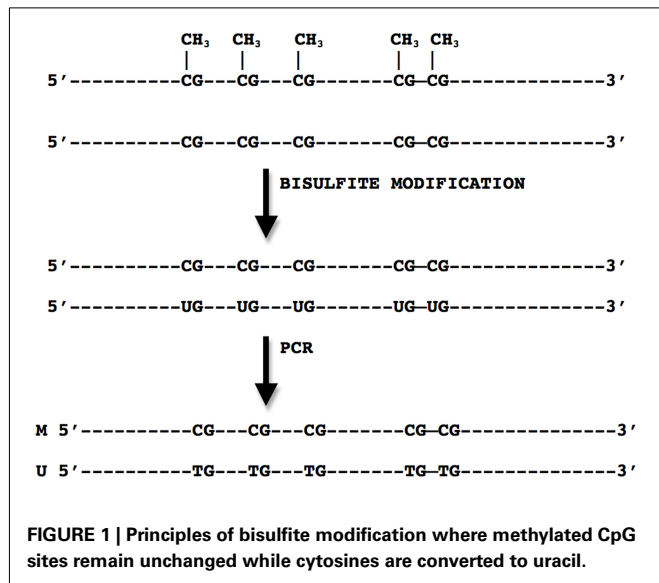 CH3 CH3 CH3 CH3 CH3
| | | | |
5’-----------CG---CG---CG--------CG—CG----------------3’
5’-----------CG---CG---CG--------CG—CG----------------3’
BISULFITE MODIFICATION
5’-----------CG---CG---CG--------CG—CG----------------3’
5’-----------UG---UG---UG--------UG—UG----------------3’
PCR
M 5’-----------CG---CG---CG--------CG—CG----------------3’
U 5’-----------TG---TG---TG--------TG—TG----------------3’
FIGURE 1 | Principles of bisulfite modification where methylated CpG
sites remain unchanged while cytosines are converted to uracil.